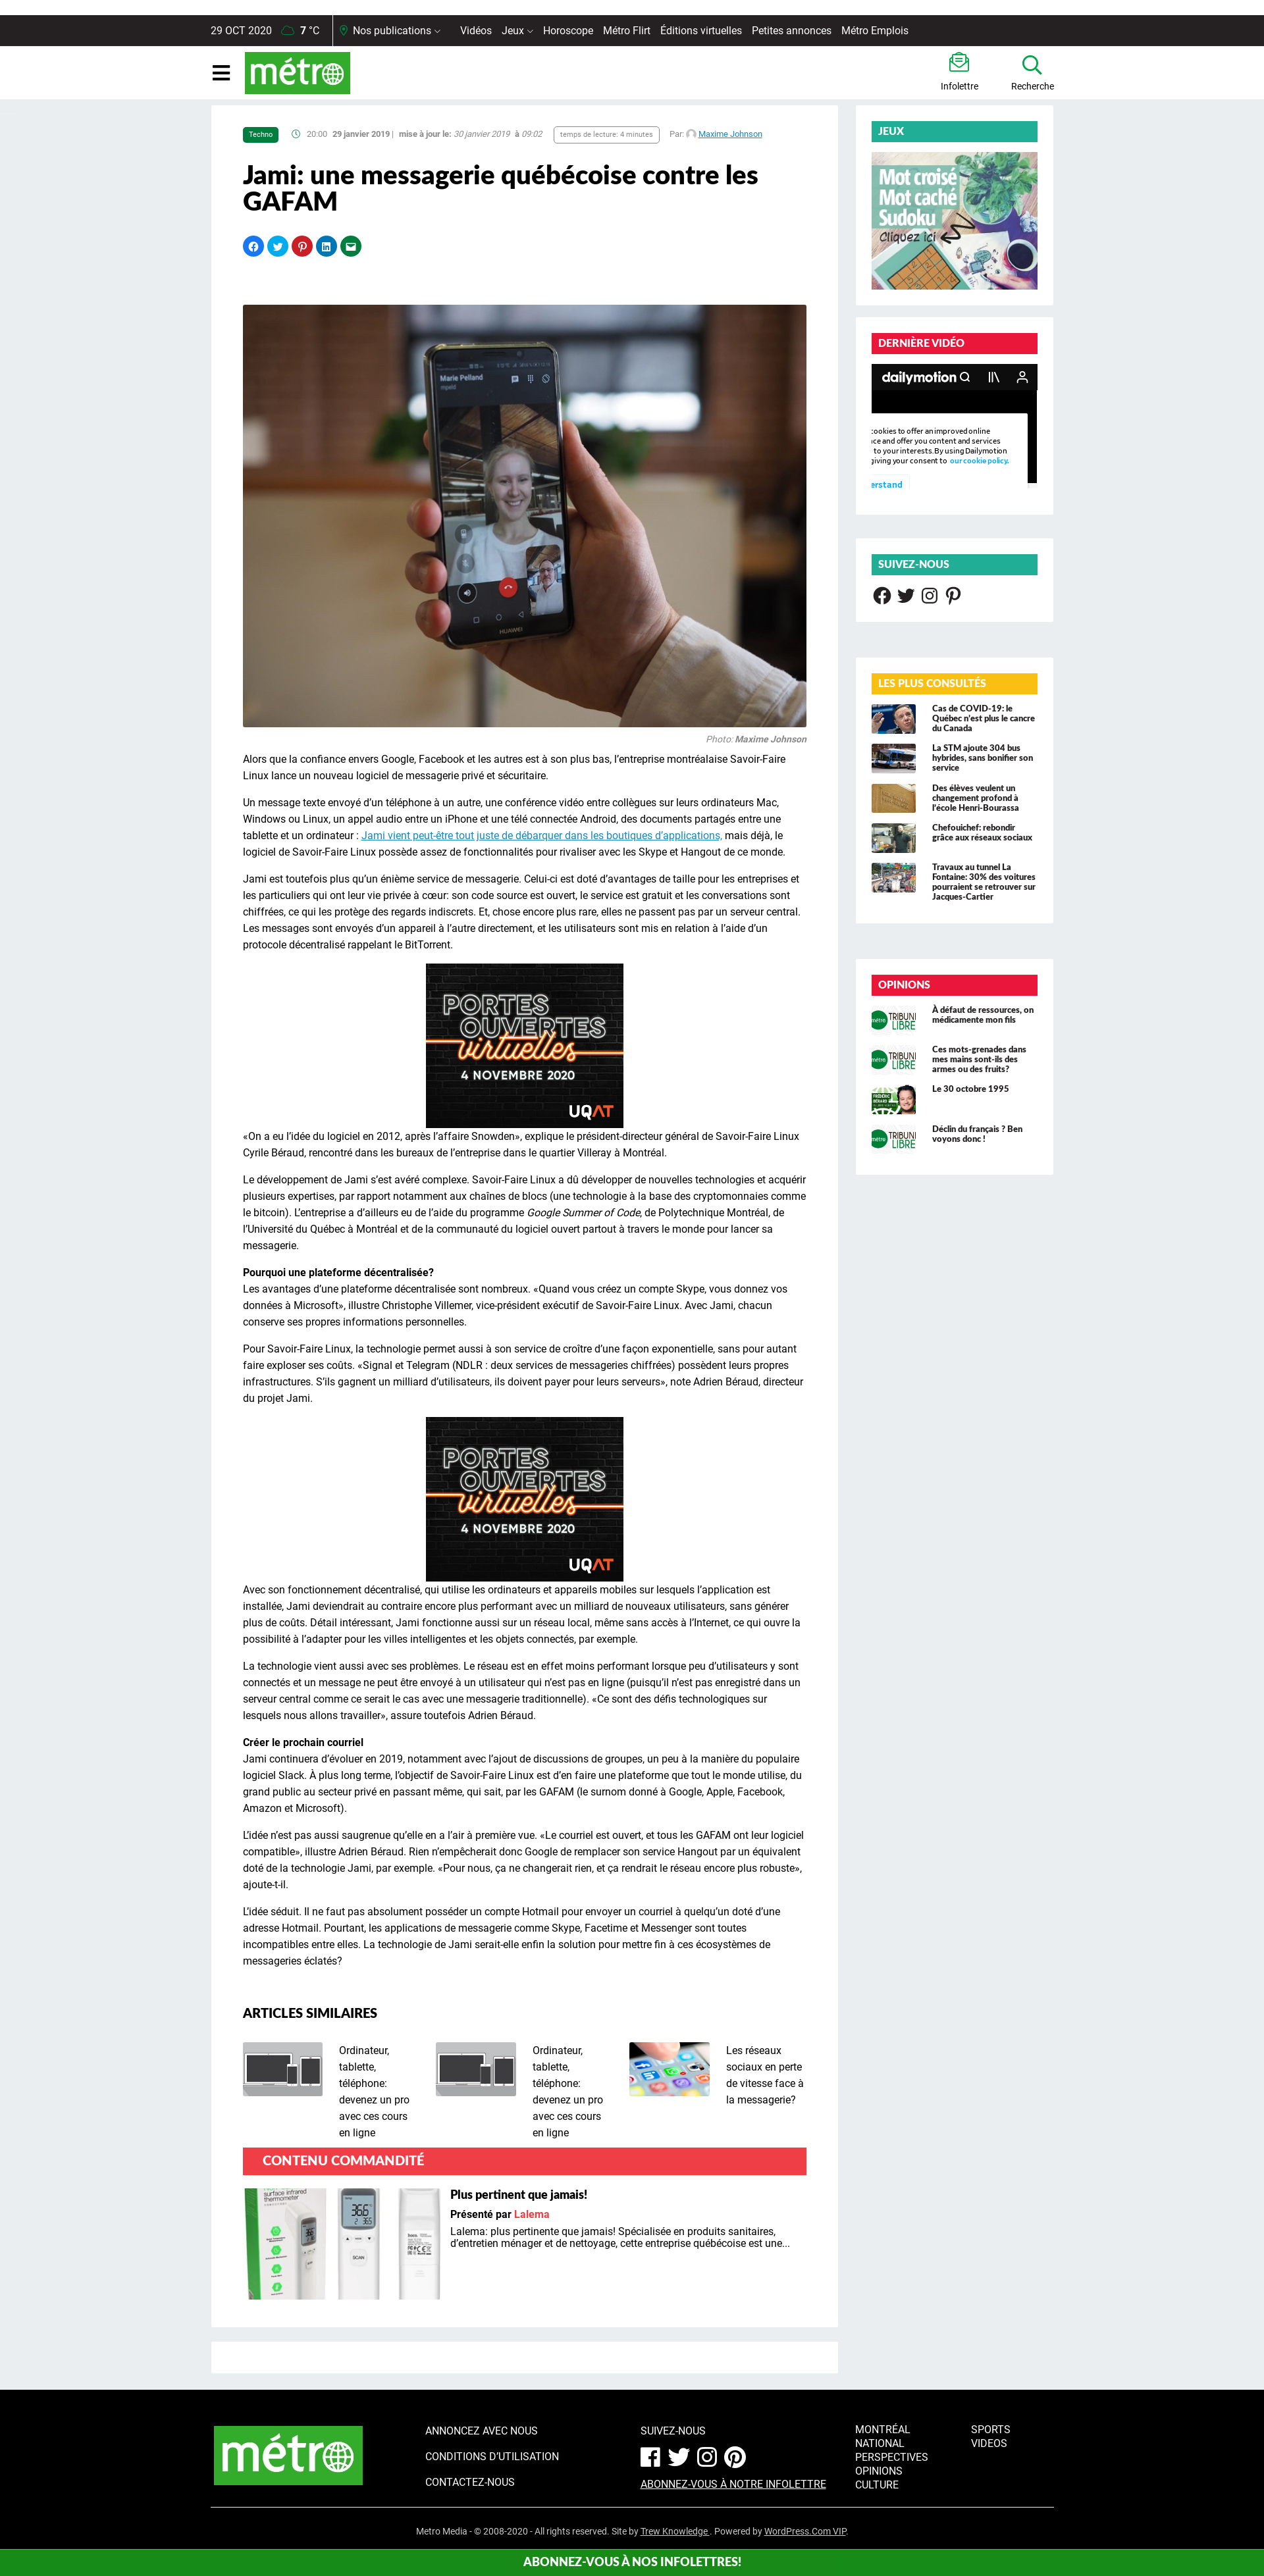 29 OCT 2020 7 °C Nos publications Vidéos Jeux Horoscope Métro Flirt Éditions virtuelles Petites annonces Métro Emplois
métro
Infolettre
Recherche
Techno 20:00 29 janvier 2019 | mise à jour le: 30 janvier 2019 à 09:02 temps de lecture: 4 minutes Par: Maxime Johnson
Jami: une messagerie québécoise contre les
GAFAM
Marie Pelland
HUAWEI
Photo: Maxime Johnson
Alors que la confiance envers Google, Facebook et les autres est à son plus bas, l’entreprise montréalaise Savoir-Faire
Linux lance un nouveau logiciel de messagerie privé et sécuritaire.
Un message texte envoyé d’un téléphone à un autre, une conférence vidéo entre collègues sur leurs ordinateurs Mac,
Windows ou Linux, un appel audio entre un iPhone et une télé connectée Android, des documents partagés entre une
tablette et un ordinateur : Jami vient peut-être tout juste de débarquer dans les boutiques d’applications, mais déjà, le
logiciel de Savoir-Faire Linux possède assez de fonctionnalités pour rivaliser avec les Skype et Hangout de ce monde.
Jami est toutefois plus qu’un énième service de messagerie. Celui-ci est doté d’avantages de taille pour les entreprises et
les particuliers qui ont leur vie privée à cœur: son code source est ouvert, le service est gratuit et les conversations sont
chiffrées, ce qui les protège des regards indiscrets. Et, chose encore plus rare, elles ne passent pas par un serveur central.
Les messages sont envoyés d’un appareil à l’autre directement, et les utilisateurs sont mis en relation à l’aide d’un
protocole décentralisé rappelant le BitTorrent.
PORTES
OUVERTES
virtuelles
4 NOVEMBRE 2020
UQAT
«On a eu l’idée du logiciel en 2012, après l’affaire Snowden», explique le président-directeur général de Savoir-Faire Linux
Cyrile Béraud, rencontré dans les bureaux de l’entreprise dans le quartier Villeray à Montréal.
Le développement de Jami s’est avéré complexe. Savoir-Faire Linux a dû développer de nouvelles technologies et acquérir
plusieurs expertises, par rapport notamment aux chaînes de blocs (une technologie à la base des cryptomonnaies comme
le bitcoin). L’entreprise a d’ailleurs eu de l’aide du programme Google Summer of Code, de Polytechnique Montréal, de
l’Université du Québec à Montréal et de la communauté du logiciel ouvert partout à travers le monde pour lancer sa
messagerie.
Pourquoi une plateforme décentralisée?
Les avantages d’une plateforme décentralisée sont nombreux. «Quand vous créez un compte Skype, vous donnez vos
données à Microsoft», illustre Christophe Villemer, vice-président exécutif de Savoir-Faire Linux. Avec Jami, chacun
conserve ses propres informations personnelles.
Pour Savoir-Faire Linux, la technologie permet aussi à son service de croître d’une façon exponentielle, sans pour autant
faire exploser ses coûts. «Signal et Telegram (NDLR : deux services de messageries chiffrées) possèdent leurs propres
infrastructures. S’ils gagnent un milliard d’utilisateurs, ils doivent payer pour leurs serveurs», note Adrien Béraud, directeur
du projet Jami.
PORTES
OUVERTES
virtuelles
4 NOVEMBRE 2020
UQAT
Avec son fonctionnement décentralisé, qui utilise les ordinateurs et appareils mobiles sur lesquels l’application est
installée, Jami deviendrait au contraire encore plus performant avec un milliard de nouveaux utilisateurs, sans générer
plus de coûts. Détail intéressant, Jami fonctionne aussi sur un réseau local, même sans accès à l’Internet, ce qui ouvre la
possibilité à l’adapter pour les villes intelligentes et les objets connectés, par exemple.
La technologie vient aussi avec ses problèmes. Le réseau est en effet moins performant lorsque peu d’utilisateurs y sont
connectés et un message ne peut être envoyé à un utilisateur qui n’est pas en ligne (puisqu’il n’est pas enregistré dans un
serveur central comme ce serait le cas avec une messagerie traditionnelle). «Ce sont des défis technologiques sur
lesquels nous allons travailler», assure toutefois Adrien Béraud.
Créer le prochain courriel
Jami continuera d’évoluer en 2019, notamment avec l’ajout de discussions de groupes, un peu à la manière du populaire
logiciel Slack. À plus long terme, l’objectif de Savoir-Faire Linux est d’en faire une plateforme que tout le monde utilise, du
grand public au secteur privé en passant même, qui sait, par les GAFAM (le surnom donné à Google, Apple, Facebook,
Amazon et Microsoft).
L’idée n’est pas aussi saugrenue qu’elle en a l’air à première vue. «Le courriel est ouvert, et tous les GAFAM ont leur logiciel
compatible», illustre Adrien Béraud. Rien n’empêcherait donc Google de remplacer son service Hangout par un équivalent
doté de la technologie Jami, par exemple. «Pour nous, ça ne changerait rien, et ça rendrait le réseau encore plus robuste»,
ajoute-t-il.
L’idée séduit. Il ne faut pas absolument posséder un compte Hotmail pour envoyer un courriel à quelqu’un doté d’une
adresse Hotmail. Pourtant, les applications de messagerie comme Skype, Facetime et Messenger sont toutes
incompatibles entre elles. La technologie de Jami serait-elle enfin la solution pour mettre fin à ces écosystèmes de
messageries éclatés?
ARTICLES SIMILAIRES
Ordinateur,
tablette,
téléphone:
devenez un pro
avec ces cours
en ligne
Ordinateur,
tablette,
téléphone:
devenez un pro
avec ces cours
en ligne
Les réseaux
sociaux en perte
de vitesse face à
la messagerie?
CONTENU COMMANDITÉ
surface infrared
thermometer
SCAN
Plus pertinent que jamais!
Présenté par Lalema
Lalema: plus pertinente que jamais! Spécialisée en produits sanitaires,
d’entretien ménager et de nettoyage, cette entreprise québécoise est une...
JEUX
Mot croisé
Mot caché
Sudoku
Cliquez ici
DERNIÈRE VIDÉO
dailymotion
cookies to offer an improved online
ce and offer you content and services
to your interests. By using Dailymotion
giving your consent to our cookie policy.
erstand
SUIVEZ-NOUS
LES PLUS CONSULTÉS
Cas de COVID-19: le
Québec n’est plus le cancre
du Canada
La STM ajoute 304 bus
hybrides, sans bonifier son
service
Des élèves veulent un
changement profond à
l’école Henri-Bourassa
Chefouichef: rebondir
grâce aux réseaux sociaux
Travaux au tunnel La
Fontaine: 30% des voitures
pourraient se retrouver sur
Jacques-Cartier
OPINIONS
métro TRIBUNE LIBRE
À défaut de ressources, on
médicamente mon fils
métro TRIBUNE LIBRE
Ces mots-grenades dans
mes mains sont-ils des
armes ou des fruits?
Le 30 octobre 1995
métro TRIBUNE LIBRE
Déclin du français ? Ben
voyons donc !
métro
ANNONCEZ AVEC NOUS
CONDITIONS D’UTILISATION
CONTACTEZ-NOUS
SUIVEZ-NOUS
ABONNEZ-VOUS À NOTRE INFOLETTRE
MONTRÉAL
NATIONAL
PERSPECTIVES
OPINIONS
CULTURE
SPORTS
VIDEOS
Metro Media - © 2008-2020 - All rights reserved. Site by Trew Knowledge . Powered by WordPress.Com VIP.
ABONNEZ-VOUS À NOS INFOLETTRES!